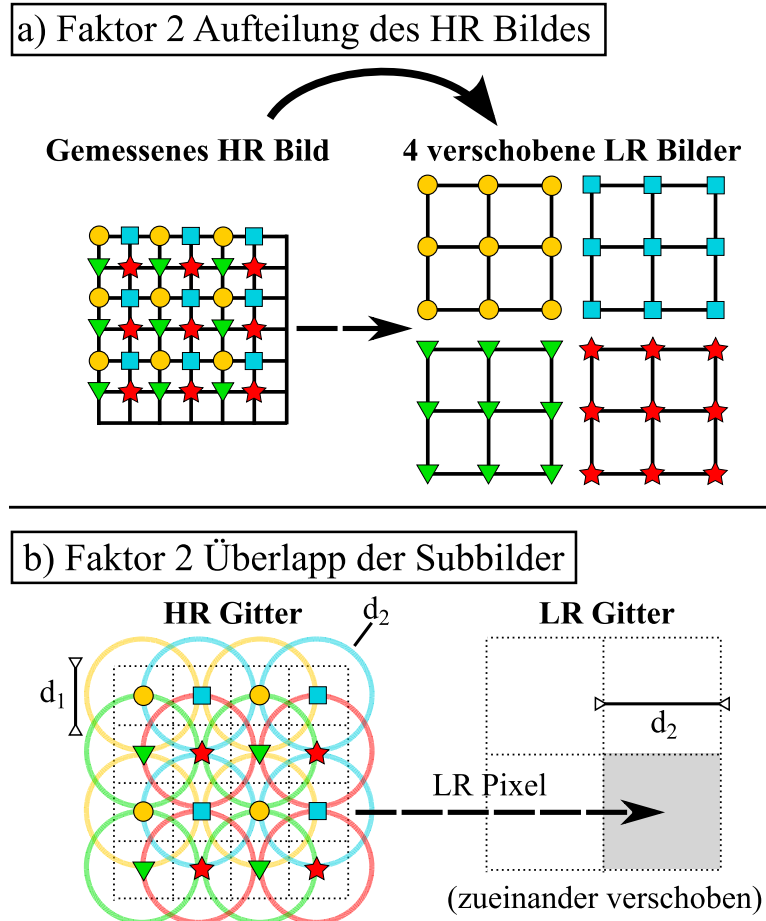 a) Faktor 2 Aufteilung des HR Bildes
Gemessenes HR Bild
4 verschobene LR Bilder
b) Faktor 2 Überlapp der Subbilder
HR Gitter
d₂
LR Gitter
d₁
d₂
LR Pixel
(zueinander verschoben)